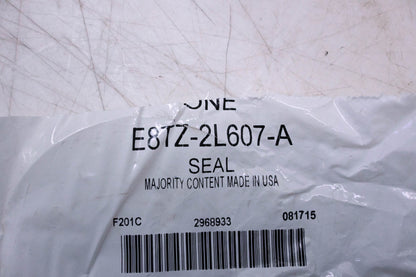 ONE
E8TZ-2L607-A
SEAL
MAJORITY CONTENT MADE IN USA
F201C 2968933 081715